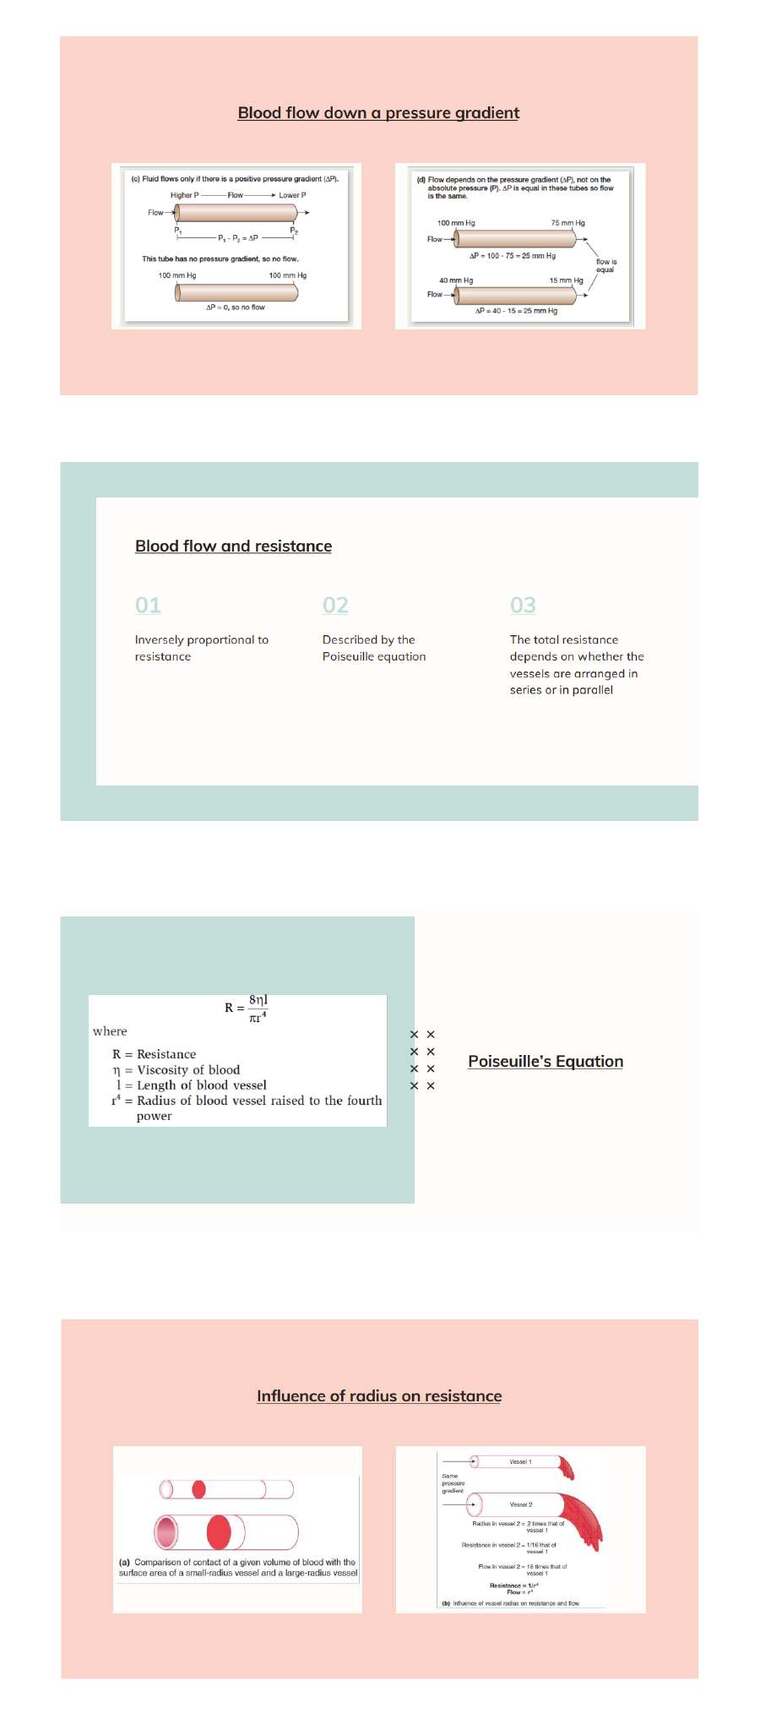 Blood flow down a pressure gradient
(c) Fluid flows only if there is a positive pressure gradient (ΔP).
Higher P Flow Lower P
Flow
P₁ P₂
P₁ - P₂ = ΔP
This tube has no pressure gradient, so no flow.
100 mm Hg 100 mm Hg
ΔP = 0, so no flow
(d) Flow depends on the pressure gradient (ΔP), not on the
absolute pressure (P). ΔP is equal in these tubes so flow
is the same.
100 mm Hg 75 mm Hg
Flow
ΔP = 100 - 75 = 25 mm Hg
flow is
equal
40 mm Hg 15 mm Hg
Flow
ΔP = 40 - 15 = 25 mm Hg
Blood flow and resistance
01
Inversely proportional to
resistance
02
Described by the
Poiseuille equation
03
The total resistance
depends on whether the
vessels are arranged in
series or in parallel
R = 8ηl
πr⁴
where
R = Resistance
η = Viscosity of blood
l = Length of blood vessel
r⁴ = Radius of blood vessel raised to the fourth
power
Poiseuille's Equation
Influence of radius on resistance
(a) Comparison of contact of a given volume of blood with the
surface area of a small-radius vessel and a large-radius vessel
Vessel 1
Same
pressure
gradient
Vessel 2
Radius in vessel 2 = 2 times that of
vessel 1
Resistance in vessel 2 = 1/16 that of
vessel 1
Flow in vessel 2 = 16 times that of
vessel 1
Resistance ∝ 1/r⁴
Flow ∝ r⁴
(b) Influence of vessel radius on resistance and flow